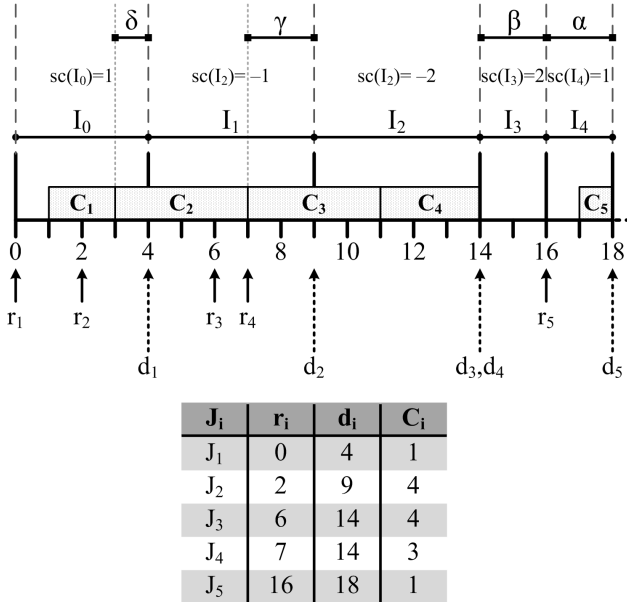 δ γ β α
sc(I₀)=1 sc(I₂)= −1 sc(I₂)= −2 sc(I₃)=2 sc(I₄)=1
I₀ I₁ I₂ I₃ I₄
C₁ C₂ C₃ C₄ C₅
0 2 4 6 8 10 12 14 16 18
r₁ r₂ r₃ r₄ r₅
d₁ d₂ d₃,d₄ d₅
Jᵢ rᵢ dᵢ Cᵢ
J₁ 0 4 1
J₂ 2 9 4
J₃ 6 14 4
J₄ 7 14 3
J₅ 16 18 1